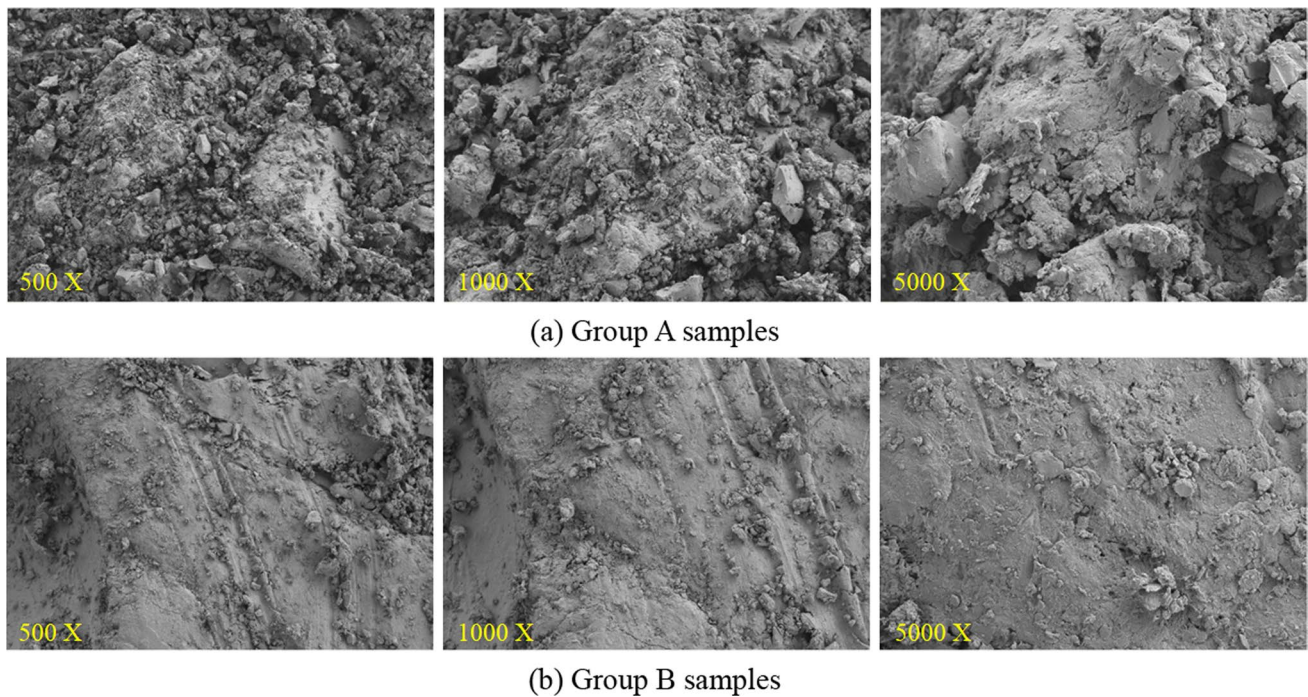 500 X
1000 X
5000 X
(a) Group A samples
500 X
1000 X
5000 X
(b) Group B samples